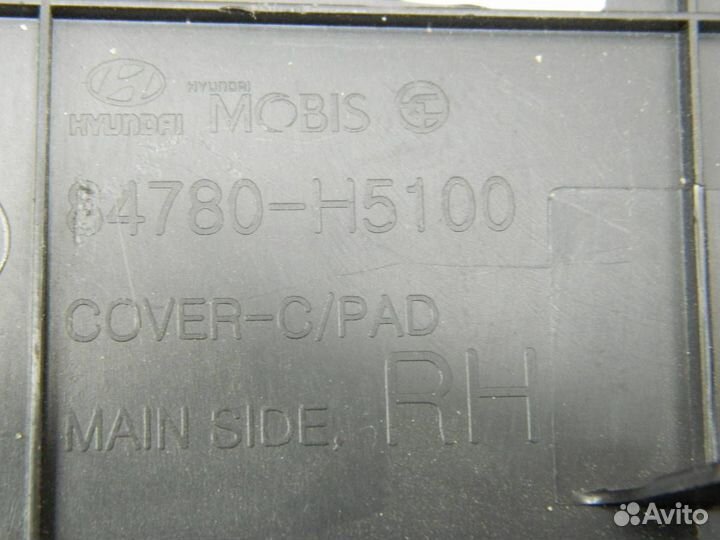 HYUNDAI
HYUNDAI
MOBIS
84780-H5100
COVER-C/PAD
MAIN SIDE, RH
Avito